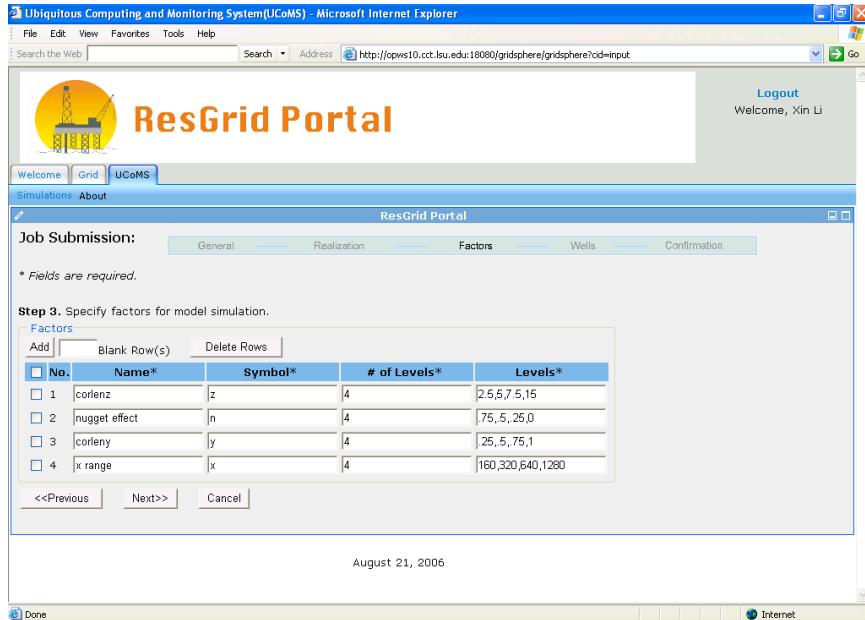 Ubiquitous Computing and Monitoring System(UCoMS) - Microsoft Internet Explorer
File Edit View Favorites Tools Help
Search the Web Search Address http://opws10.cct.lsu.edu:18080/gridsphere/gridsphere?cid=input Go
ResGrid Portal
Logout
Welcome, Xin Li
Welcome Grid UCoMS
Simulations About
ResGrid Portal
Job Submission:
General Realization Factors Wells Confirmation
* Fields are required.
Step 3. Specify factors for model simulation.
Factors
Add Blank Row(s) Delete Rows
No. Name* Symbol* # of Levels* Levels*
1 corlenz z 4 2.5,5,7.5,15
2 nugget effect n 4 .75,.5,.25,0
3 corleny y 4 .25,.5,.75,1
4 x range x 4 160,320,640,1280
<<Previous Next>> Cancel
August 21, 2006
Done Internet